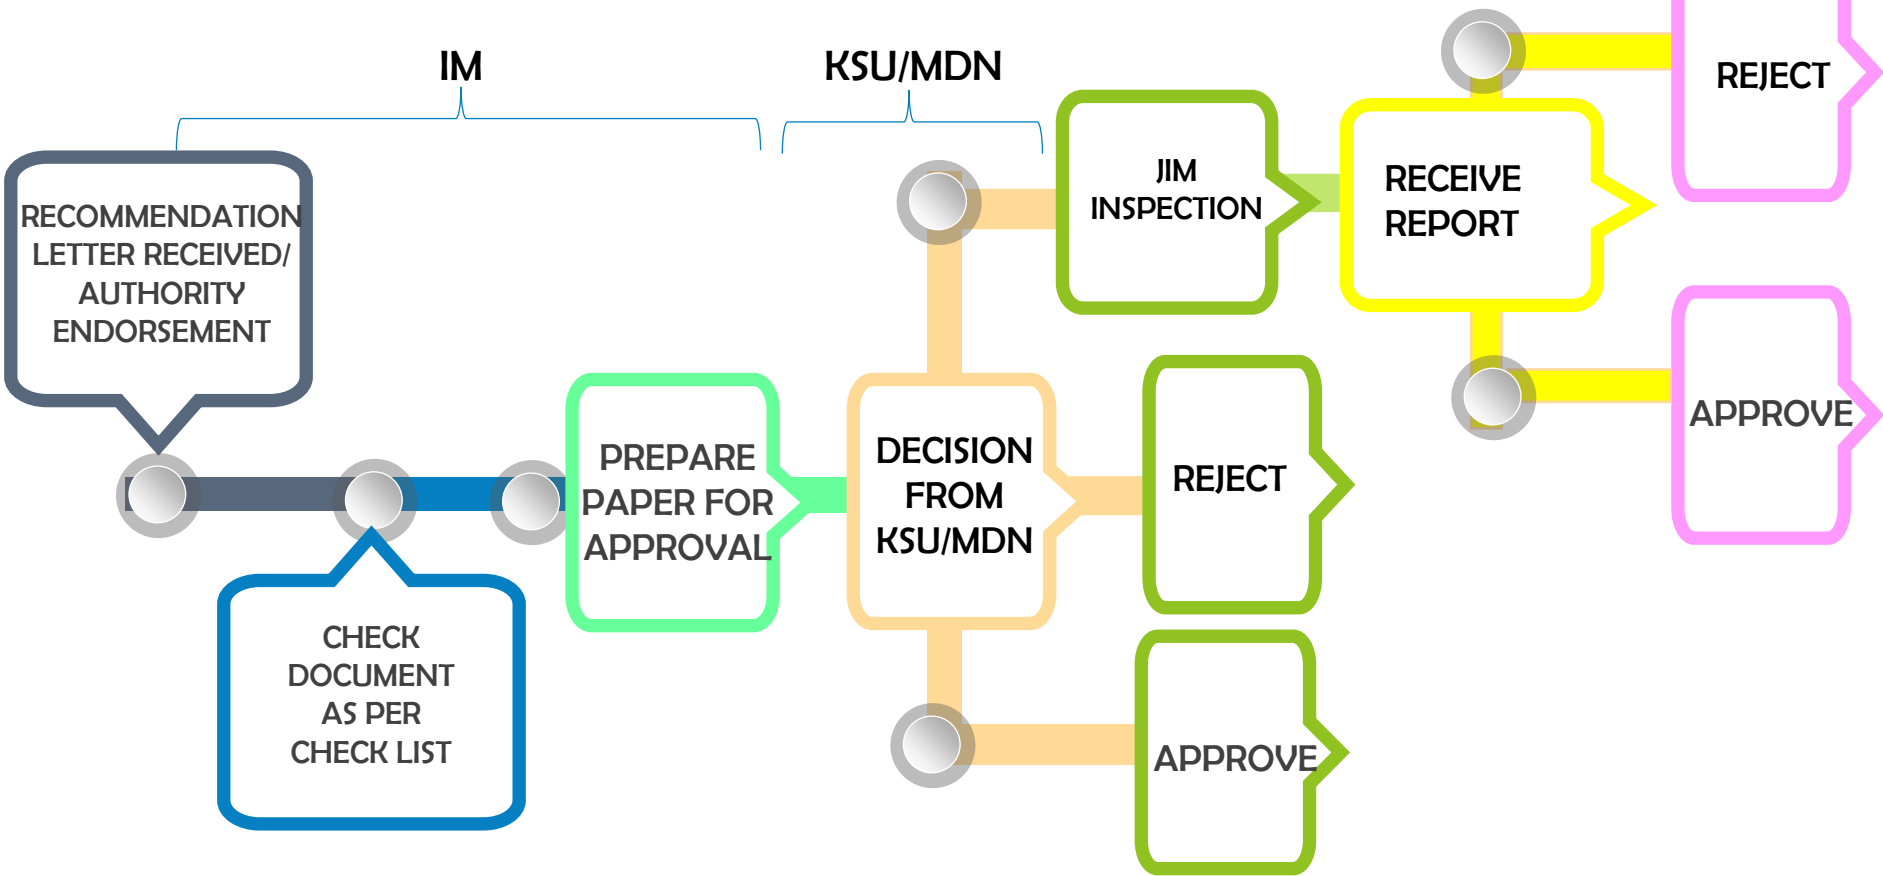 IM
KSU/MDN
RECOMMENDATION
LETTER RECEIVED/
AUTHORITY
ENDORSEMENT
CHECK
DOCUMENT
AS PER
CHECK LIST
PREPARE
PAPER FOR
APPROVAL
DECISION
FROM
KSU/MDN
JIM
INSPECTION
REJECT
APPROVE
RECEIVE
REPORT
REJECT
APPROVE